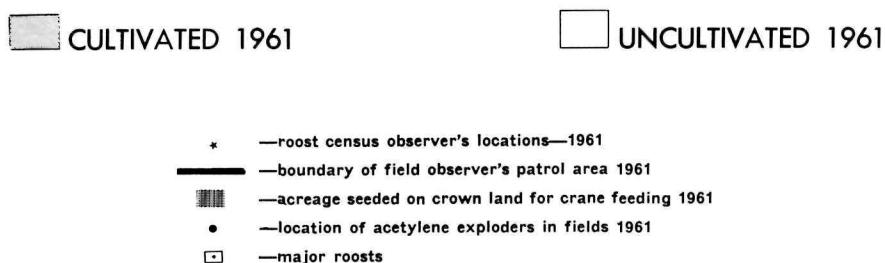 CULTIVATED 1961
UNCULTIVATED 1961
—roost census observer's locations—1961
—boundary of field observer's patrol area 1961
—acreage seeded on crown land for crane feeding 1961
—location of acetylene exploders in fields 1961
—major roosts